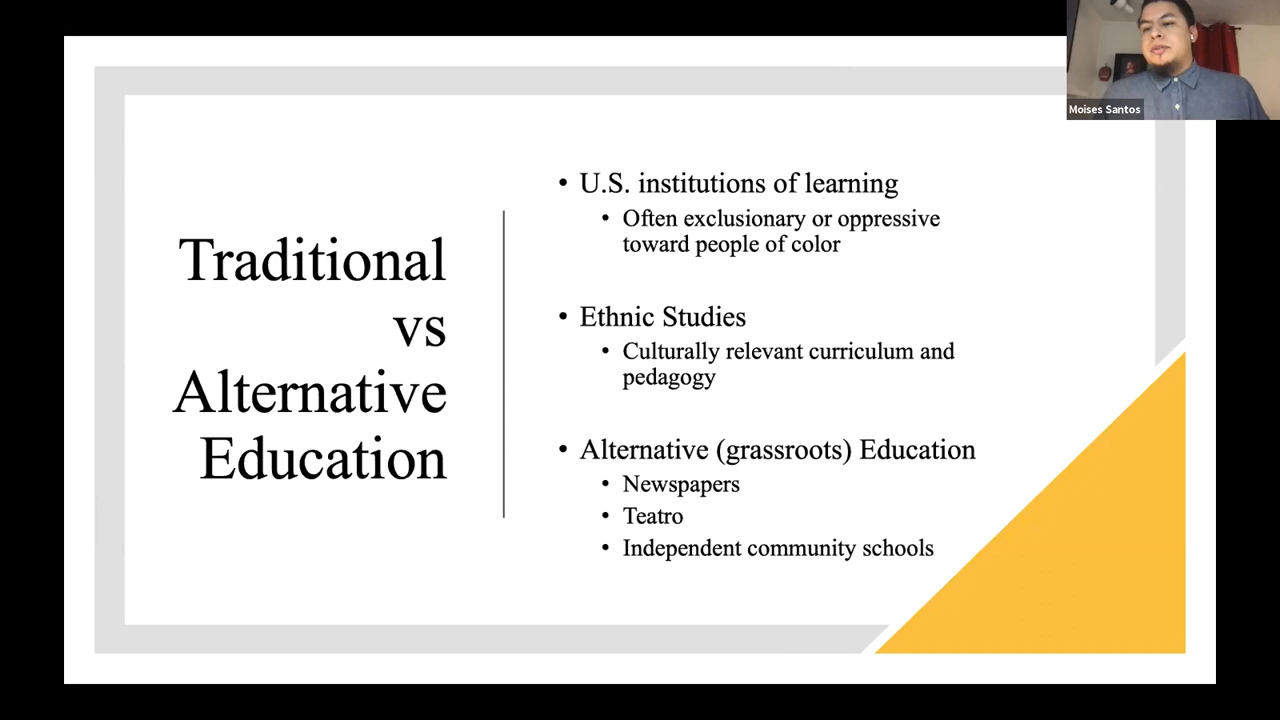 Moises Santos
Traditional
vs
Alternative
Education
• U.S. institutions of learning
• Often exclusionary or oppressive
toward people of color
• Ethnic Studies
• Culturally relevant curriculum and
pedagogy
• Alternative (grassroots) Education
• Newspapers
• Teatro
• Independent community schools